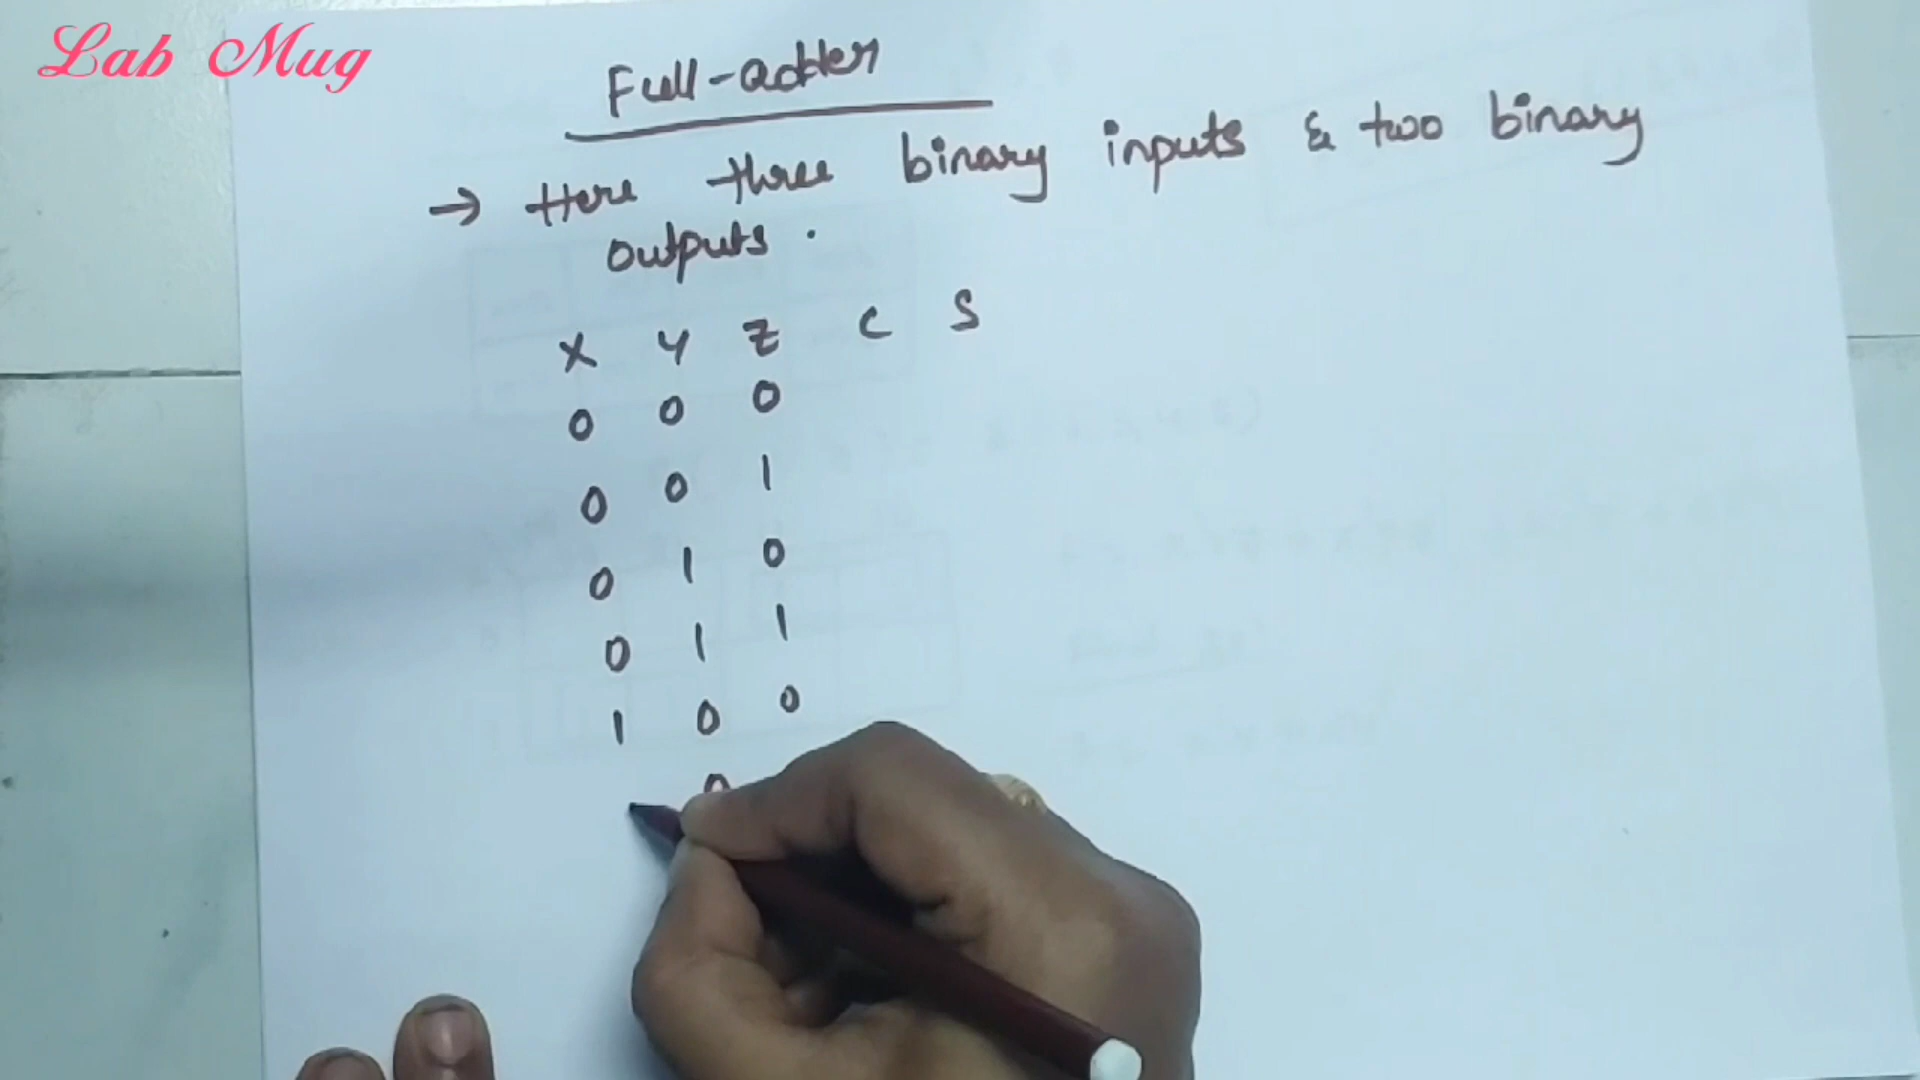 Lab Mug
Full-adder
→ Here three binary inputs & two binary
outputs.
X Y Z C S
0 0 0
0 0 1
0 1 0
0 1 1
1 0 0
0